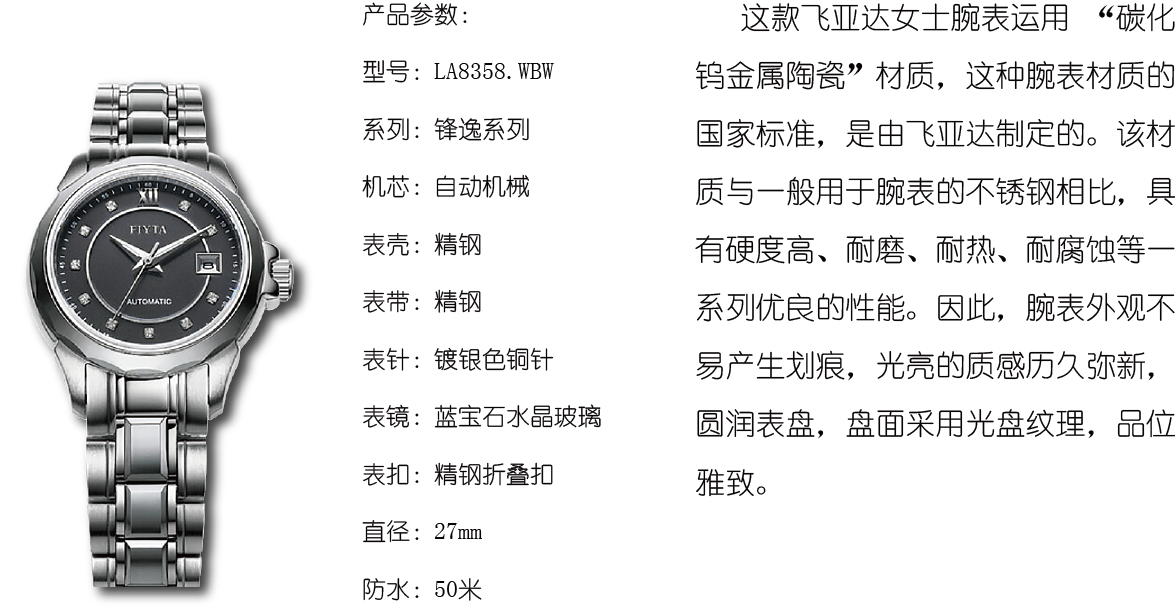 产品参数：
型号：LA8358.WBW
系列：锋逸系列
机芯：自动机械
表壳：精钢
表带：精钢
表针：镀银色铜针
表镜：蓝宝石水晶玻璃
表扣：精钢折叠扣
直径：27mm
防水：50米
这款飞亚达女士腕表运用 “碳化
钨金属陶瓷”材质，这种腕表材质的
国家标准，是由飞亚达制定的。该材
质与一般用于腕表的不锈钢相比，具
有硬度高、耐磨、耐热、耐腐蚀等一
系列优良的性能。因此，腕表外观不
易产生划痕，光亮的质感历久弥新，
圆润表盘，盘面采用光盘纹理，品位
雅致。
XII
FIYTA
8
AUTOMATIC